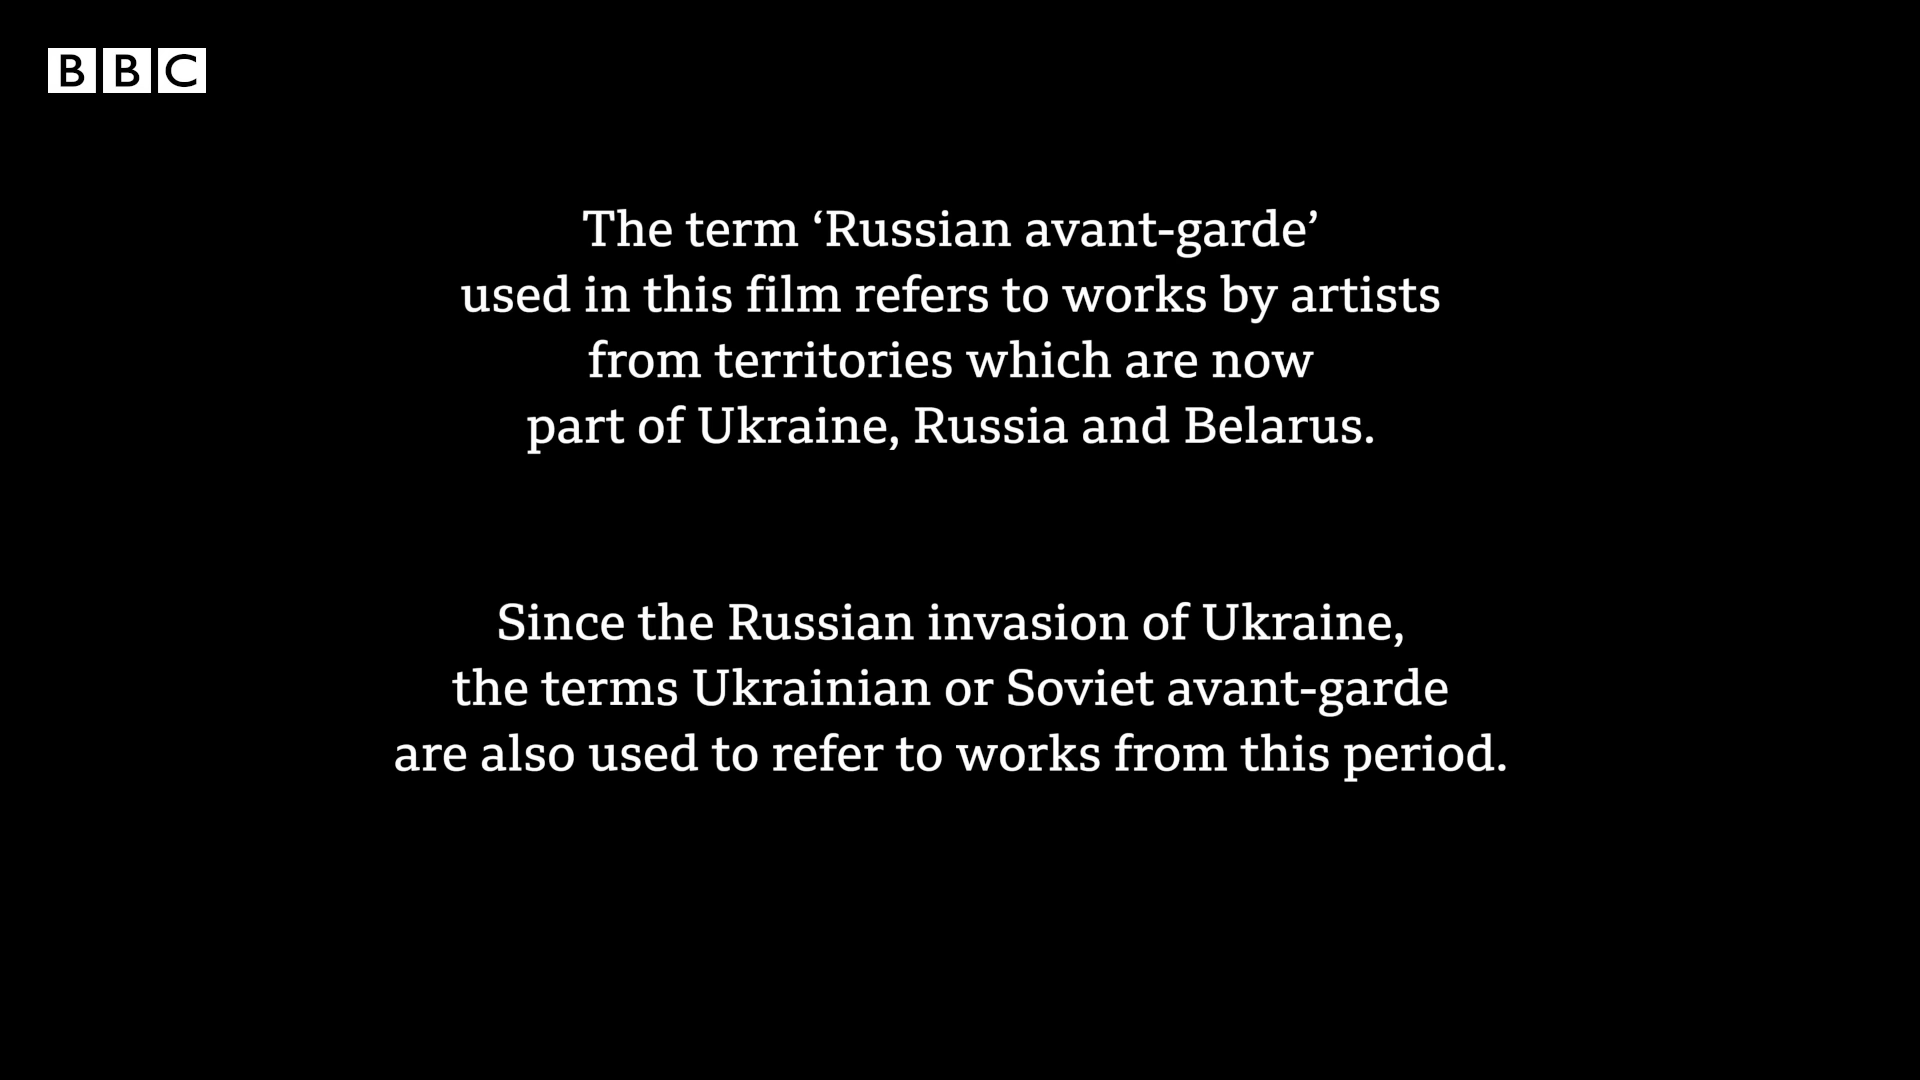 BBC
The term ‘Russian avant-garde’
used in this film refers to works by artists
from territories which are now
part of Ukraine, Russia and Belarus.
Since the Russian invasion of Ukraine,
the terms Ukrainian or Soviet avant-garde
are also used to refer to works from this period.